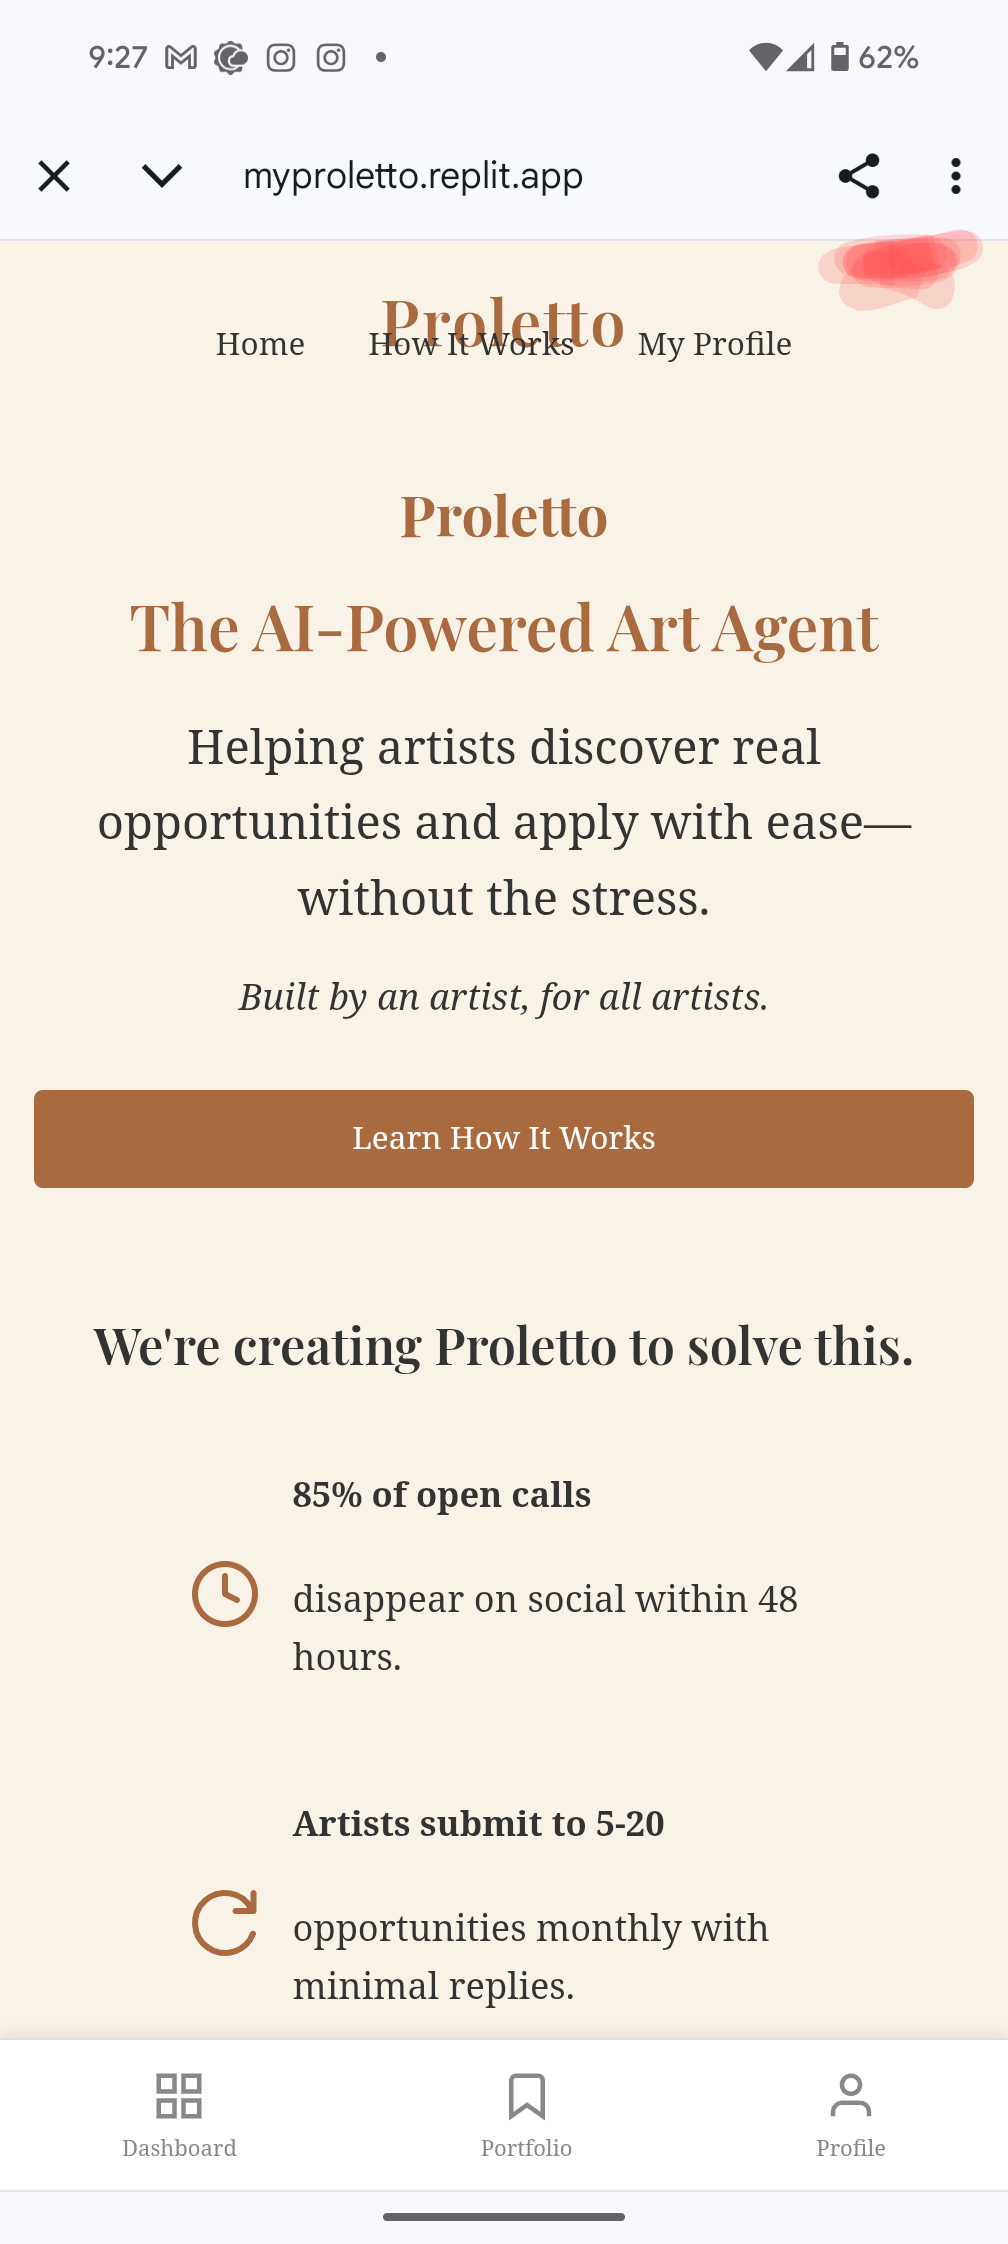 9:27
62%
myproletto.replit.app
Proletto
Home How It Works My Profile
Proletto
The AI-Powered Art Agent
Helping artists discover real
opportunities and apply with ease—
without the stress.
Built by an artist, for all artists.
Learn How It Works
We're creating Proletto to solve this.
85% of open calls
disappear on social within 48
hours.
Artists submit to 5-20
opportunities monthly with
minimal replies.
Dashboard Portfolio Profile